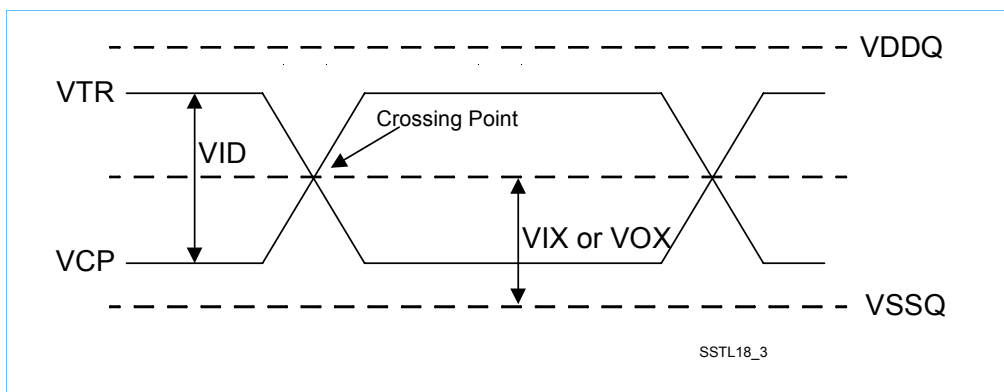 VDDQ
VTR
Crossing Point
VID
VIX or VOX
VCP
VSSQ
SSTL18_3